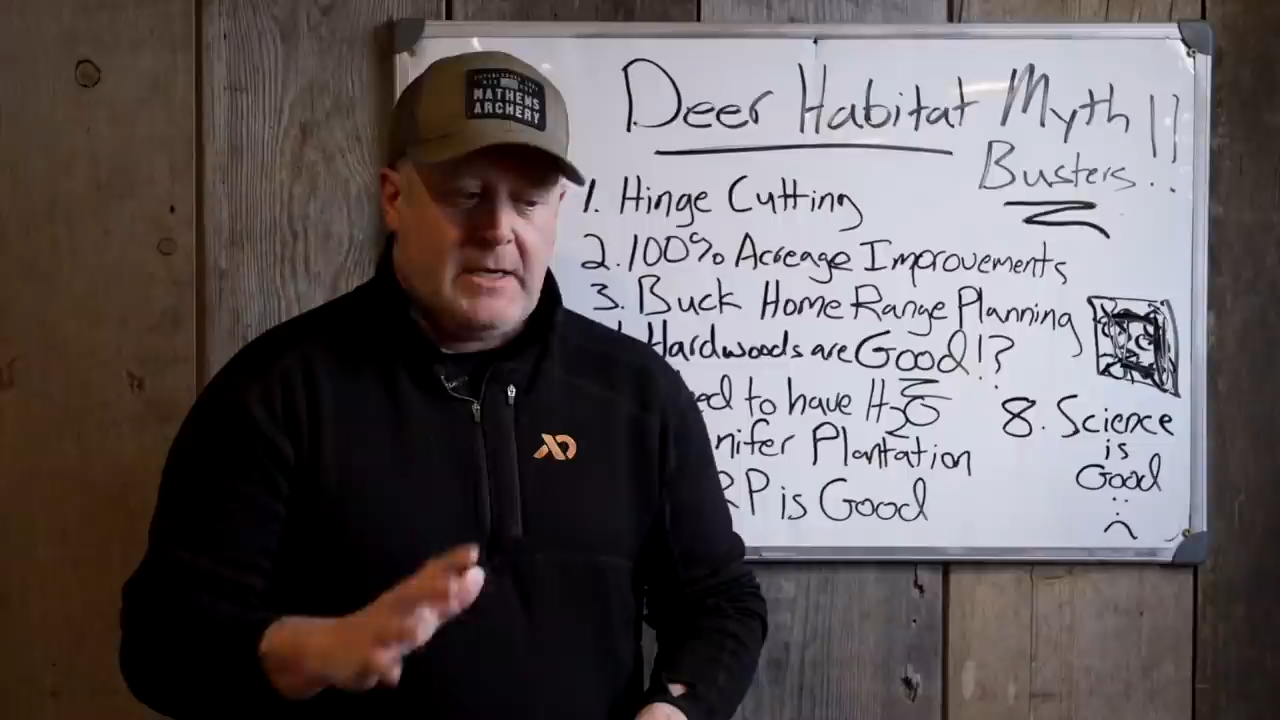 MATHEWS
ARCHERY
Deer Habitat Myth!!
Busters..
1. Hinge Cutting
2. 100% Acreage Improvements
3. Buck Home Range Planning
Hardwoods are Good!?
to have H2O
Plantation
is Good
8. Science
is
Good